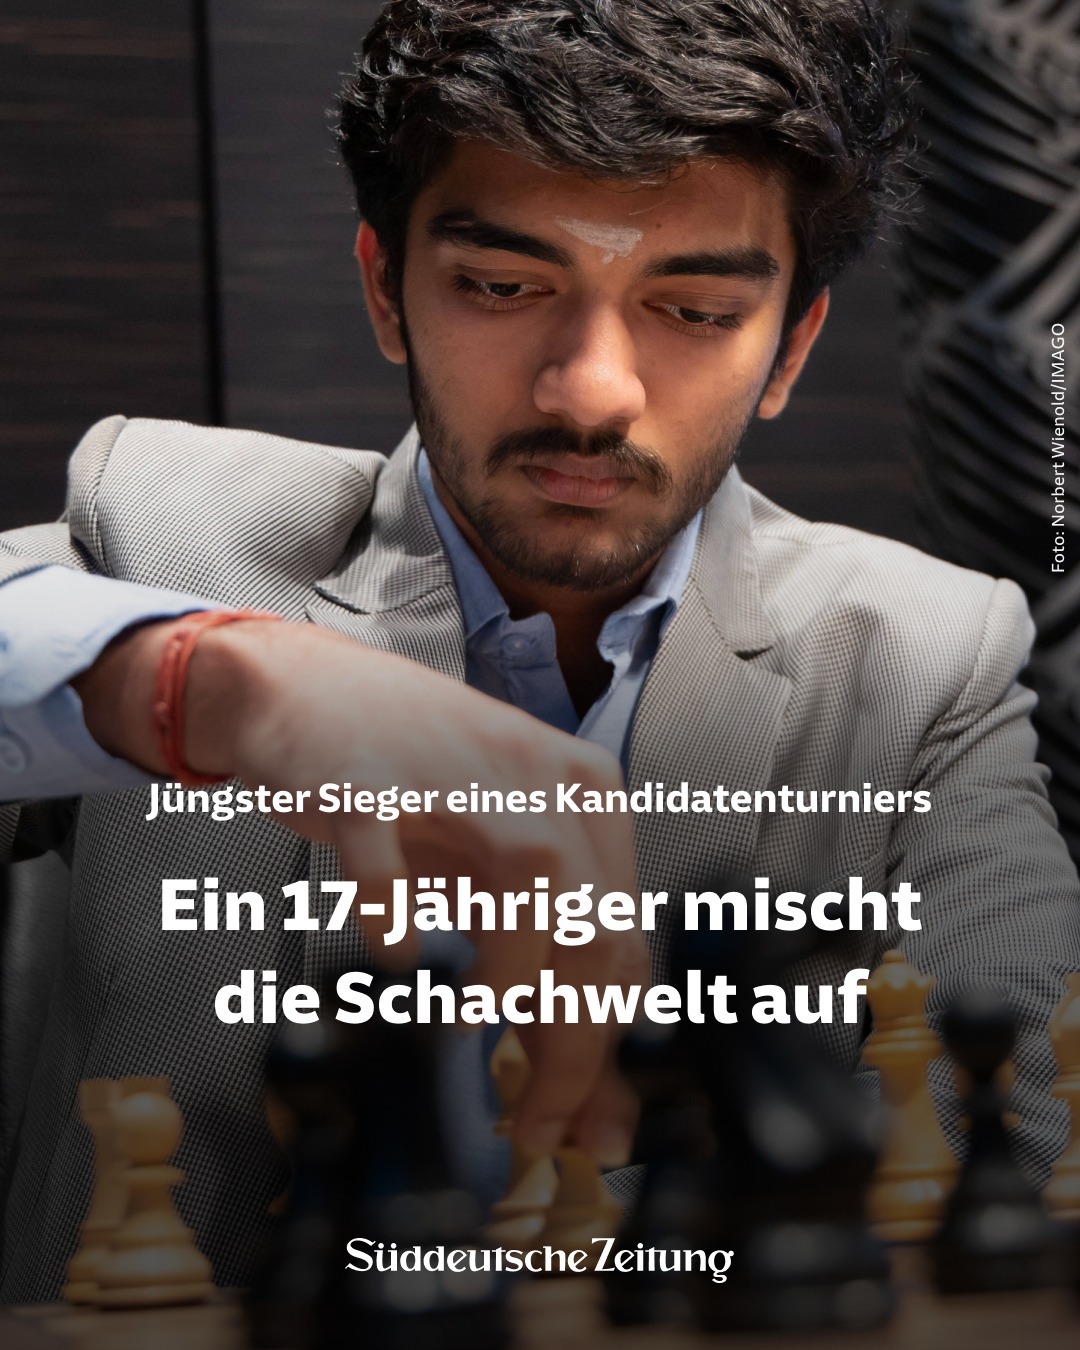 Foto: Norbert Wienold/IMAGO
Jüngster Sieger eines Kandidatenturniers
Ein 17-Jähriger mischt
die Schachwelt auf
Süddeutsche Zeitung